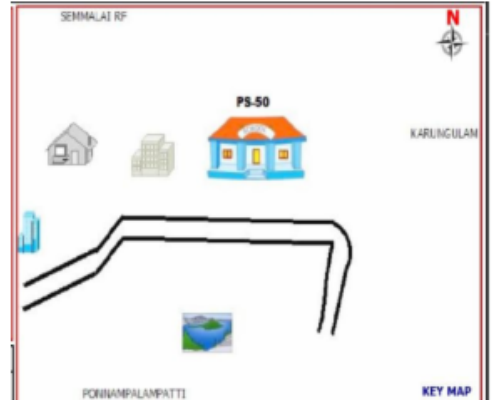 SEMMALAI RF
N
PS-50
KARUNGULAM
PONNAMPALAMPATTI
KEY MAP